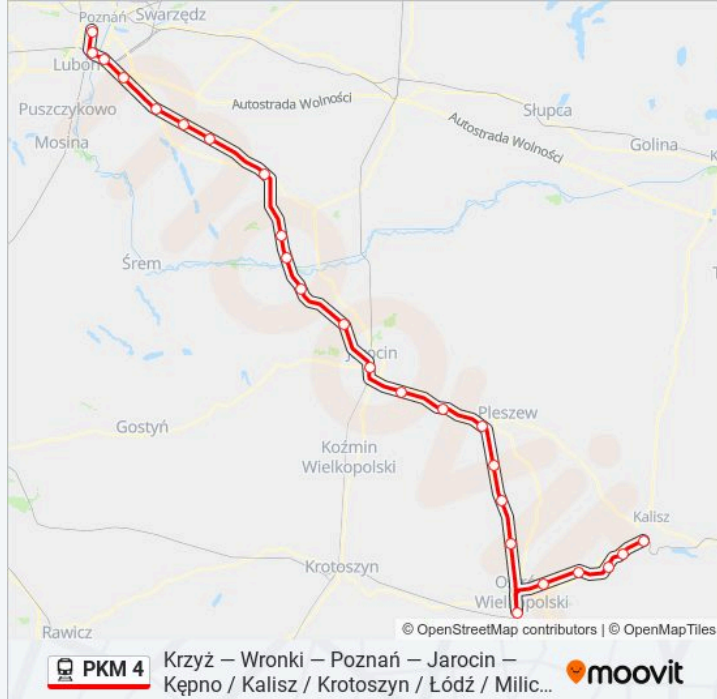 Poznań
Swarzędz
Luboń
Puszczykowo
Mosina
Autostrada Wolności
Słupca
Autostrada Wolności
Golina
Śrem
Jarocin
Gostyń
Pleszew
Koźmin
Wielkopolski
Kalisz
Krotoszyn
Wielkopolski
Rawicz
© OpenStreetMap contributors | © OpenMapTiles
PKM 4
Krzyż – Wronki – Poznań – Jarocin –
Kępno / Kalisz / Krotoszyn / Łódź / Milic...
moovit